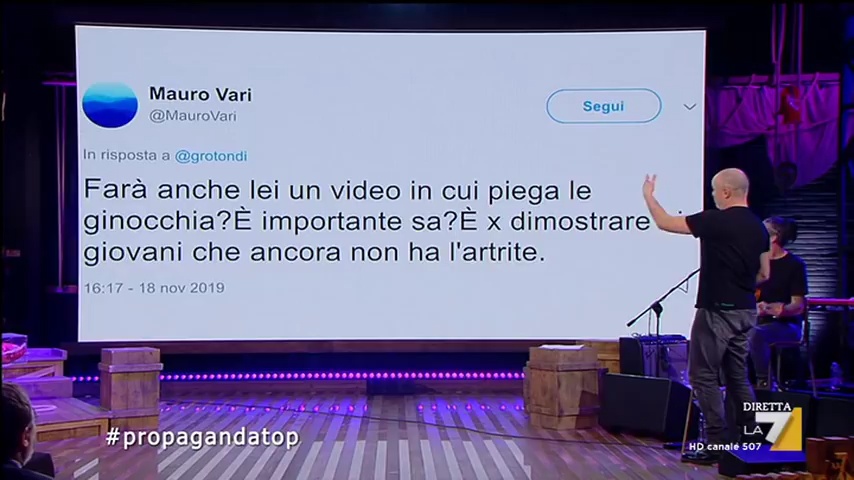 Mauro Vari
@MauroVari
Segui
In risposta a @grotondi
Farà anche lei un video in cui piega le
ginocchia?È importante sa?È x dimostrare
giovani che ancora non ha l'artrite.
16:17 - 18 nov 2019
#propagandatop
DIRETTA
LA 7
HD canale 507